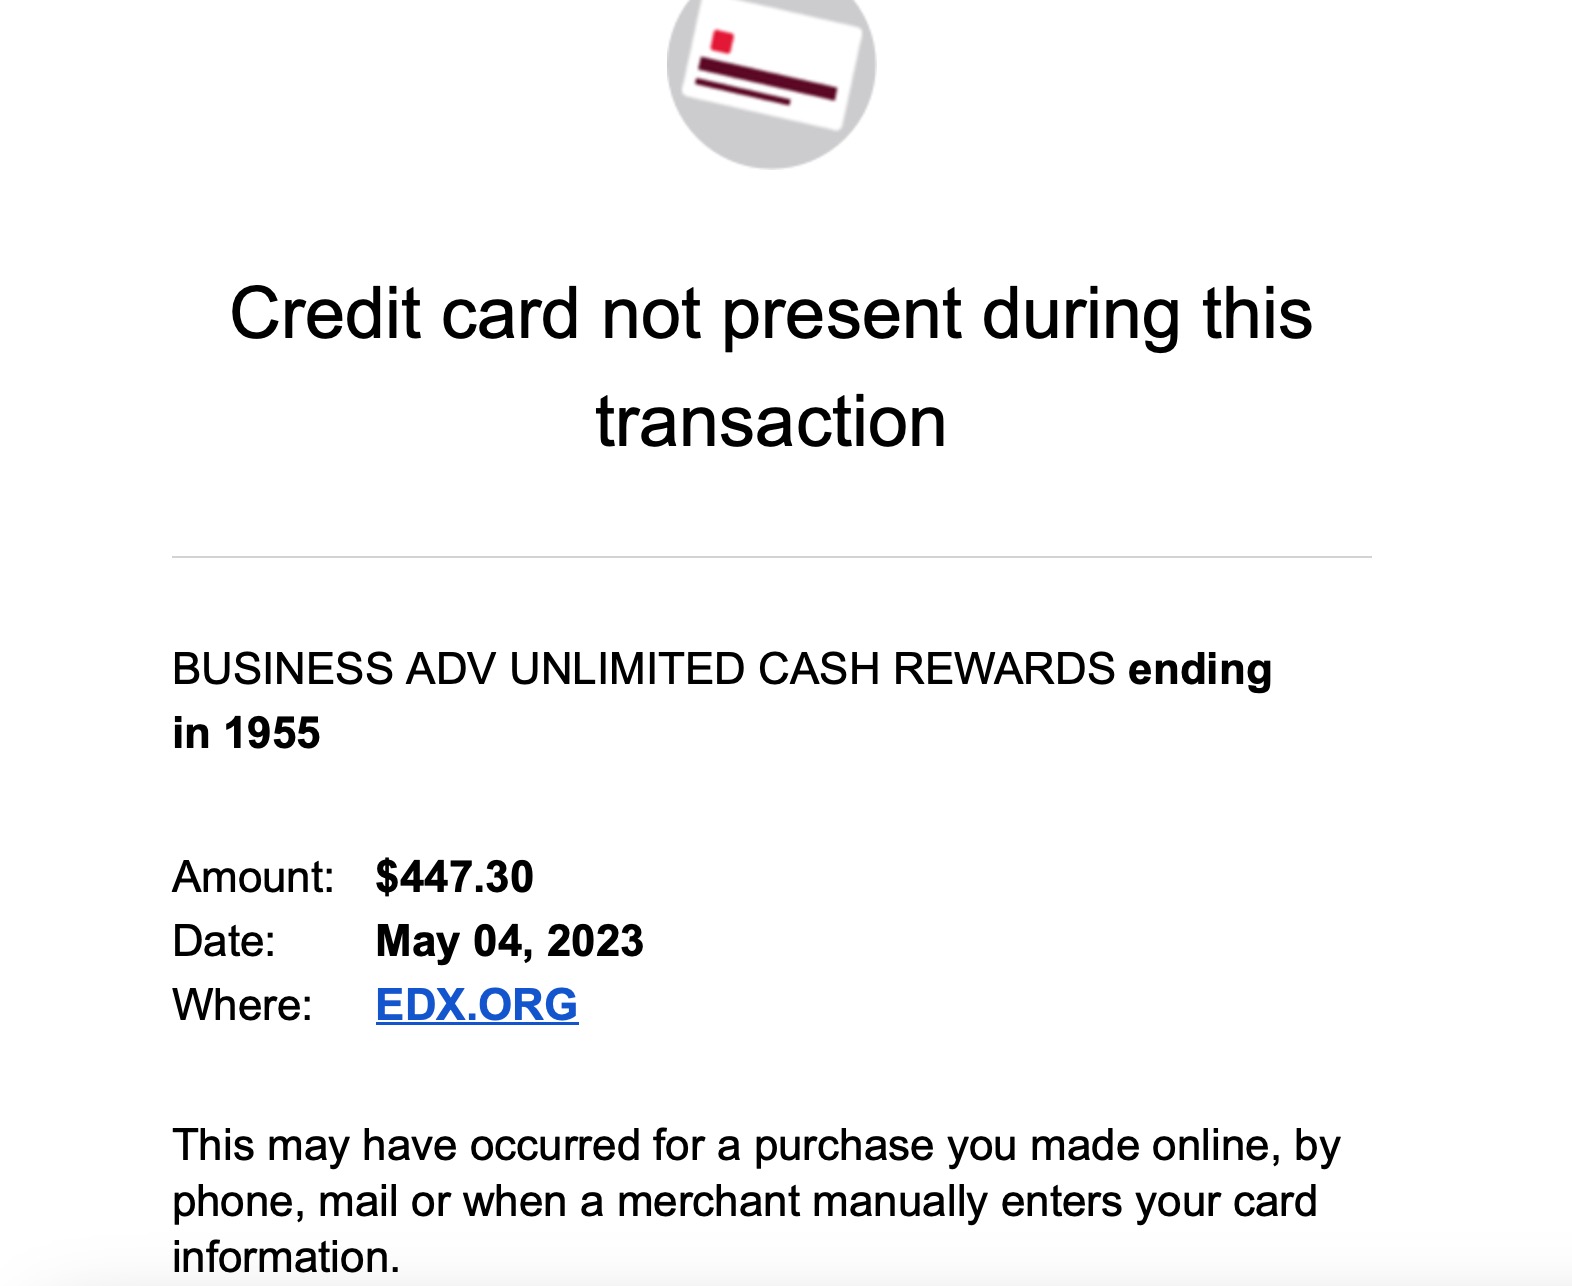 Credit card not present during this
transaction
BUSINESS ADV UNLIMITED CASH REWARDS ending
in 1955
Amount: $447.30
Date: May 04, 2023
Where: EDX.ORG
This may have occurred for a purchase you made online, by
phone, mail or when a merchant manually enters your card
information.